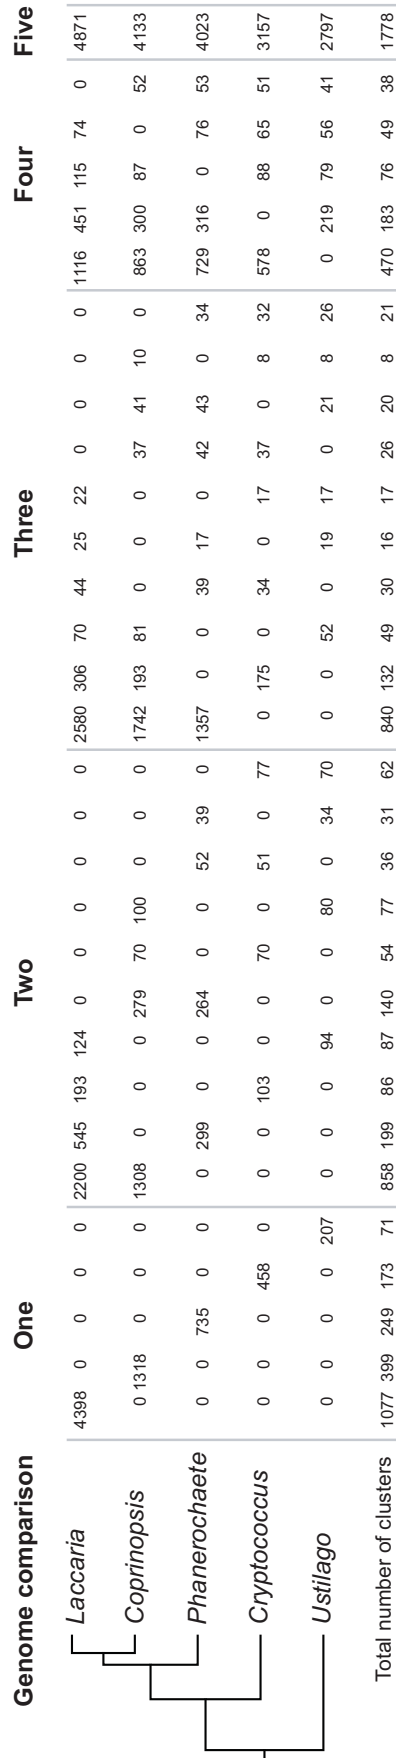 Genome comparison One Two Three Four Five
Laccaria 4398 0 0 0 0 2200 545 193 124 0 0 0 0 0 0 2580 306 70 44 25 22 0 0 0 0 1116 451 115 74 0 4871
Coprinopsis 0 1318 0 0 0 1308 0 0 0 279 70 100 0 0 0 1742 193 81 0 0 0 37 41 10 0 863 300 87 0 52 4133
Phanerochaete 0 0 735 0 0 0 299 0 0 264 0 0 52 39 0 1357 0 0 39 17 0 42 43 0 34 729 316 0 76 53 4023
Cryptococcus 0 0 0 458 0 0 0 103 0 0 70 0 51 0 77 0 175 0 34 0 17 37 0 8 32 578 0 88 65 51 3157
Ustilago 0 0 0 0 207 0 0 0 94 0 0 80 0 34 70 0 0 52 0 19 17 0 21 8 26 0 219 79 56 41 2797
Total number of clusters 1077 399 249 173 71 858 199 86 87 140 54 77 36 31 62 840 132 49 30 16 17 26 20 8 21 470 183 76 49 38 1778